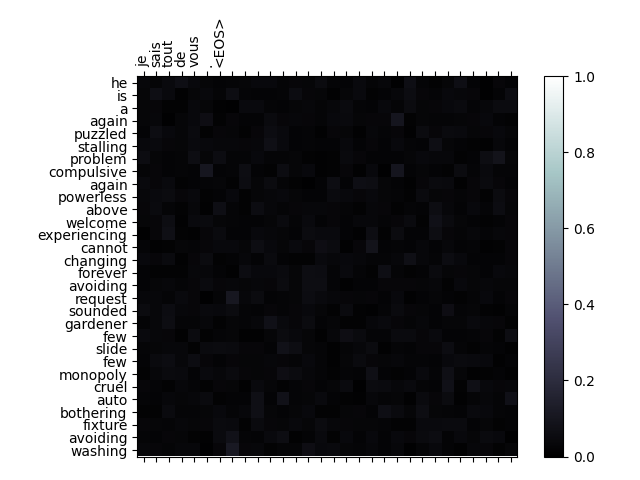 je sais tout de vous . <EOS>
he
is
a
again
puzzled
stalling
problem
compulsive
again
powerless
above
welcome
experiencing
cannot
changing
forever
avoiding
request
sounded
gardener
few
slide
few
monopoly
cruel
auto
bothering
fixture
avoiding
washing
1.0
0.8
0.6
0.4
0.2
0.0